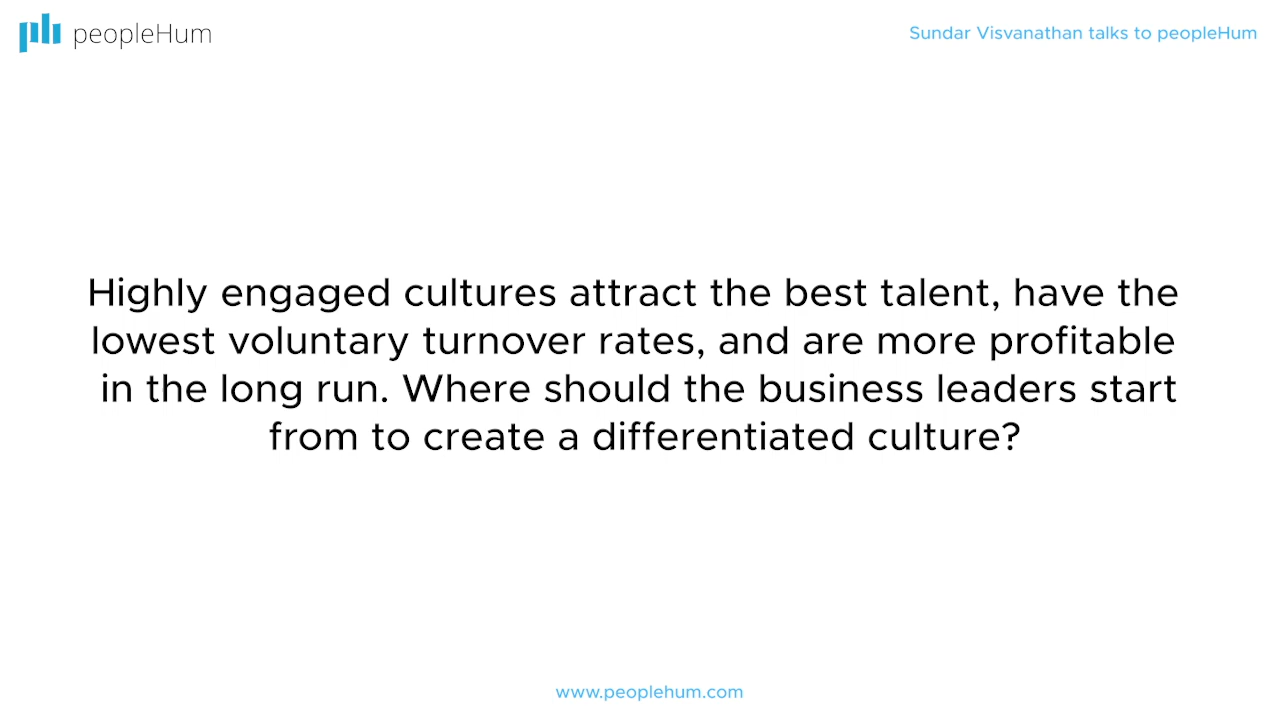 peopleHum
Sundar Visvanathan talks to peopleHum
Highly engaged cultures attract the best talent, have the
lowest voluntary turnover rates, and are more profitable
in the long run. Where should the business leaders start
from to create a differentiated culture?
www.peoplehum.com